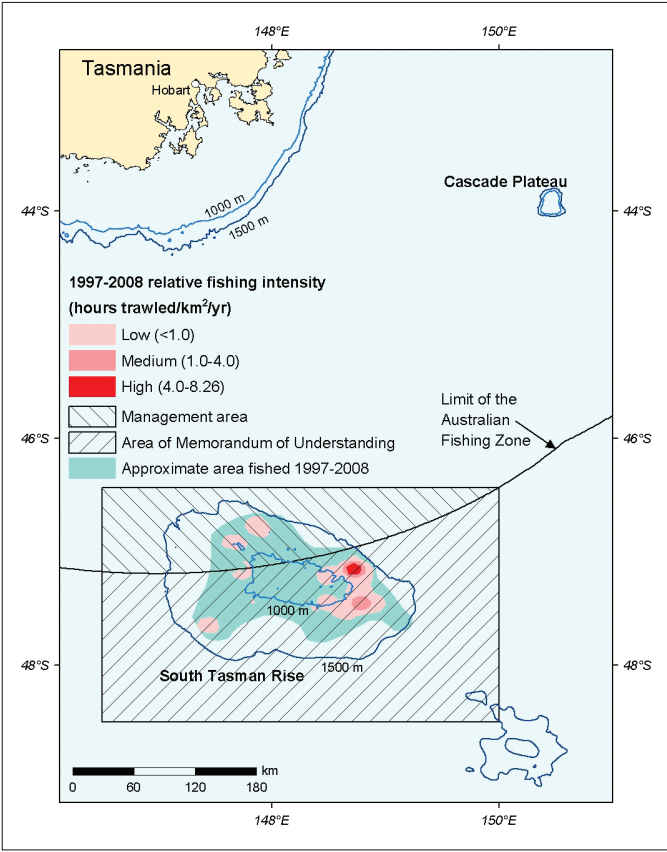 148°E 150°E
Tasmania
Hobart
1000 m
1500 m
Cascade Plateau
44°S 44°S
1997-2008 relative fishing intensity
(hours trawled/km²/yr)
Low (<1.0)
Medium (1.0-4.0)
High (4.0-8.26)
Management area
Area of Memorandum of Understanding
Approximate area fished 1997-2008
Limit of the
Australian
Fishing Zone
46°S 46°S
1000 m
1500 m
South Tasman Rise
48°S 48°S
km
0 60 120 180
148°E 150°E